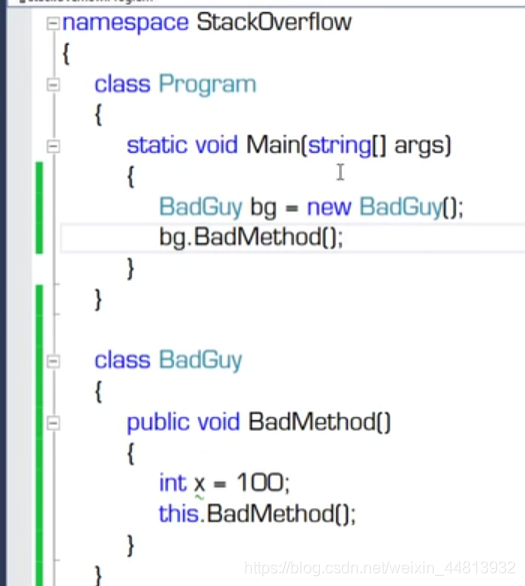 namespace StackOverflow
{
class Program
{
static void Main(string[] args)
{
BadGuy bg = new BadGuy();
bg.BadMethod();
}
}
class BadGuy
{
public void BadMethod()
{
int x = 100;
this.BadMethod();
}
}
https://blog.csdn.net/weixin_44813932